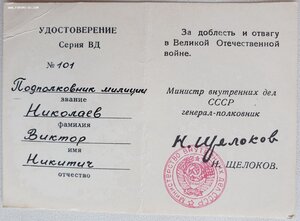 УДОСТОВЕРЕНИЕ
Серия ВД
№ 101
Подполковник милиции
звание
Николаев
фамилия
Виктор
имя
Никитич
отчество
За доблесть и отвагу
в Великой Отечественной
войне.
Министр внутренних дел
СССР
генерал-полковник
Н. Щелоков
Н. ЩЕЛОКОВ.